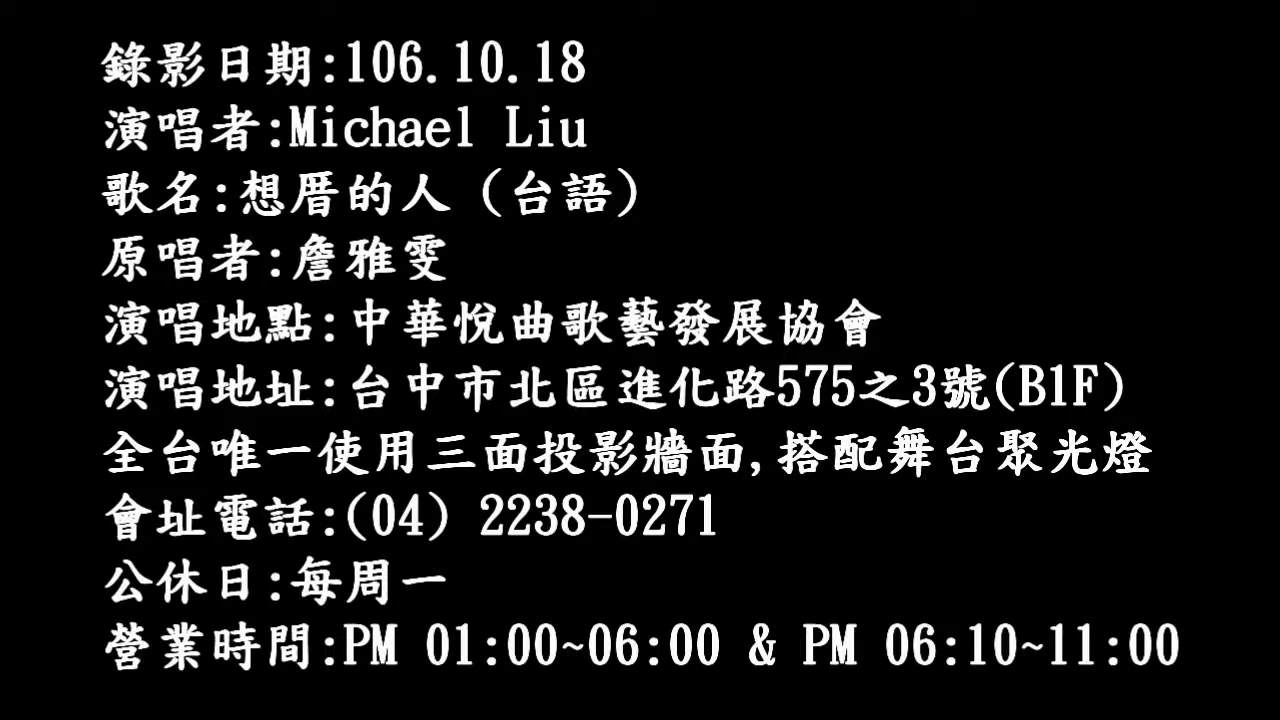 錄影日期:106.10.18
演唱者:Michael Liu
歌名:想厝的人 (台語)
原唱者:詹雅雯
演唱地點:中華悅曲歌藝發展協會
演唱地址:台中市北區進化路575之3號(B1F)
全台唯一使用三面投影牆面,搭配舞台聚光燈
會址電話:(04) 2238-0271
公休日:每周一
營業時間:PM 01:00~06:00 & PM 06:10~11:00